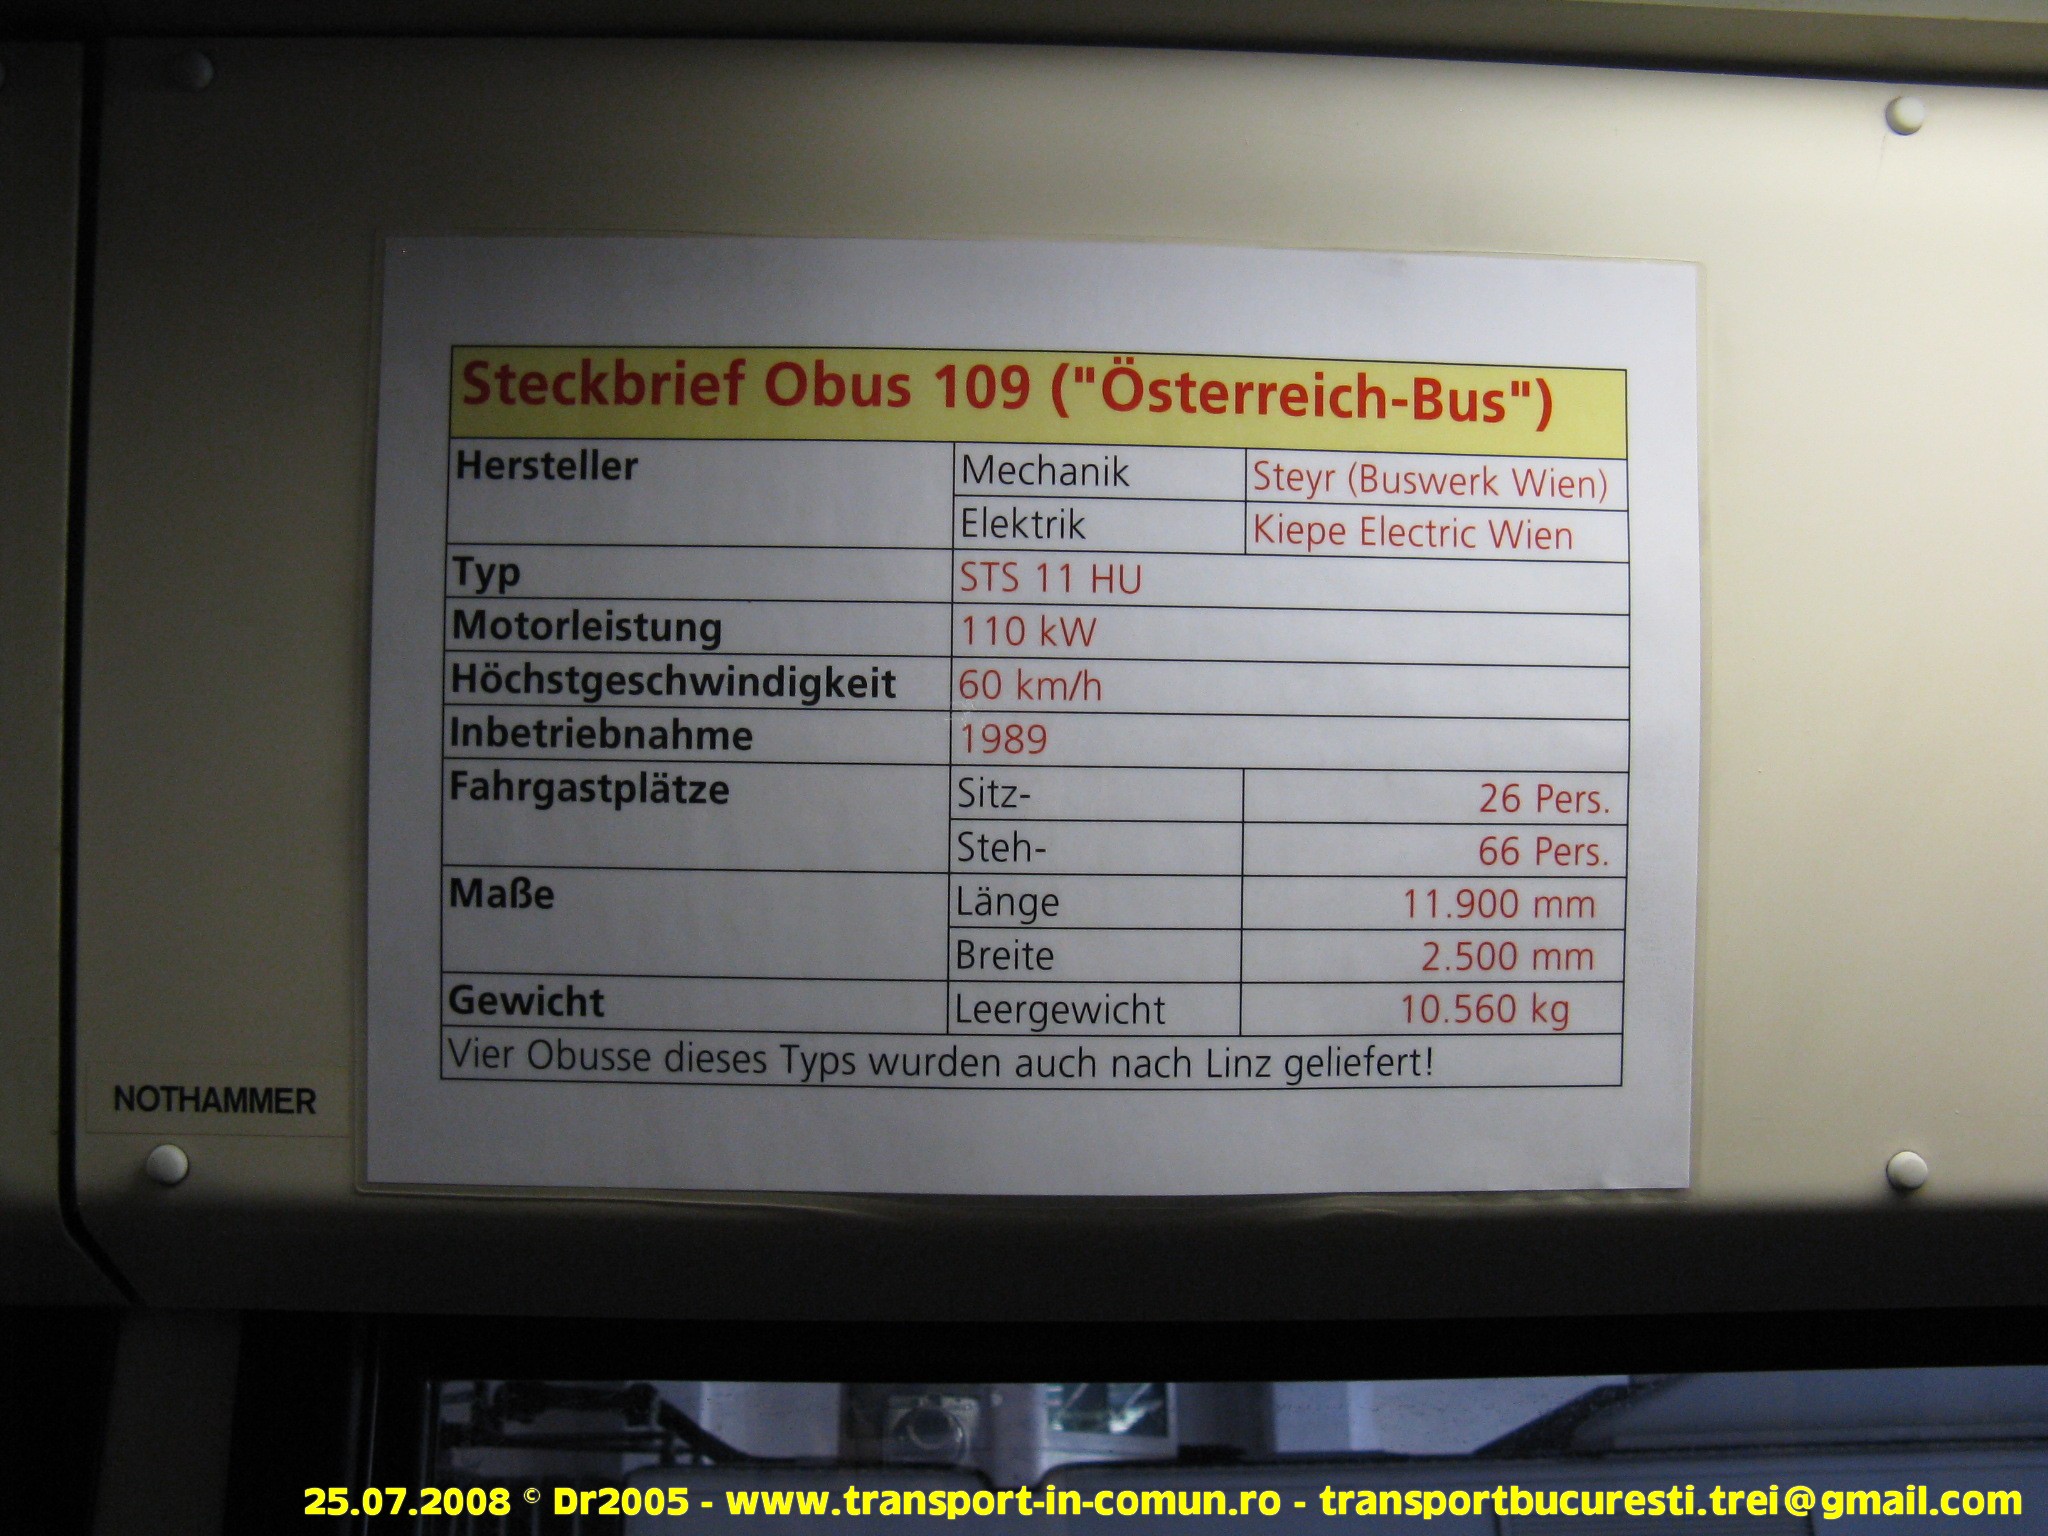 Steckbrief Obus 109 ("Österreich-Bus")
Hersteller Mechanik Steyr (Buswerk Wien)
Elektrik Kiepe Electric Wien
Typ STS 11 HU
Motorleistung 110 kW
Höchstgeschwindigkeit 60 km/h
Inbetriebnahme 1989
Fahrgastplätze Sitz- 26 Pers.
Steh- 66 Pers.
Maße Länge 11.900 mm
Breite 2.500 mm
Gewicht Leergewicht 10.560 kg
Vier Obusse dieses Typs wurden auch nach Linz geliefert!
NOTHAMMER
25.07.2008 © Dr2005 - www.transport-in-comun.ro - transportbucuresti.trei@gmail.com